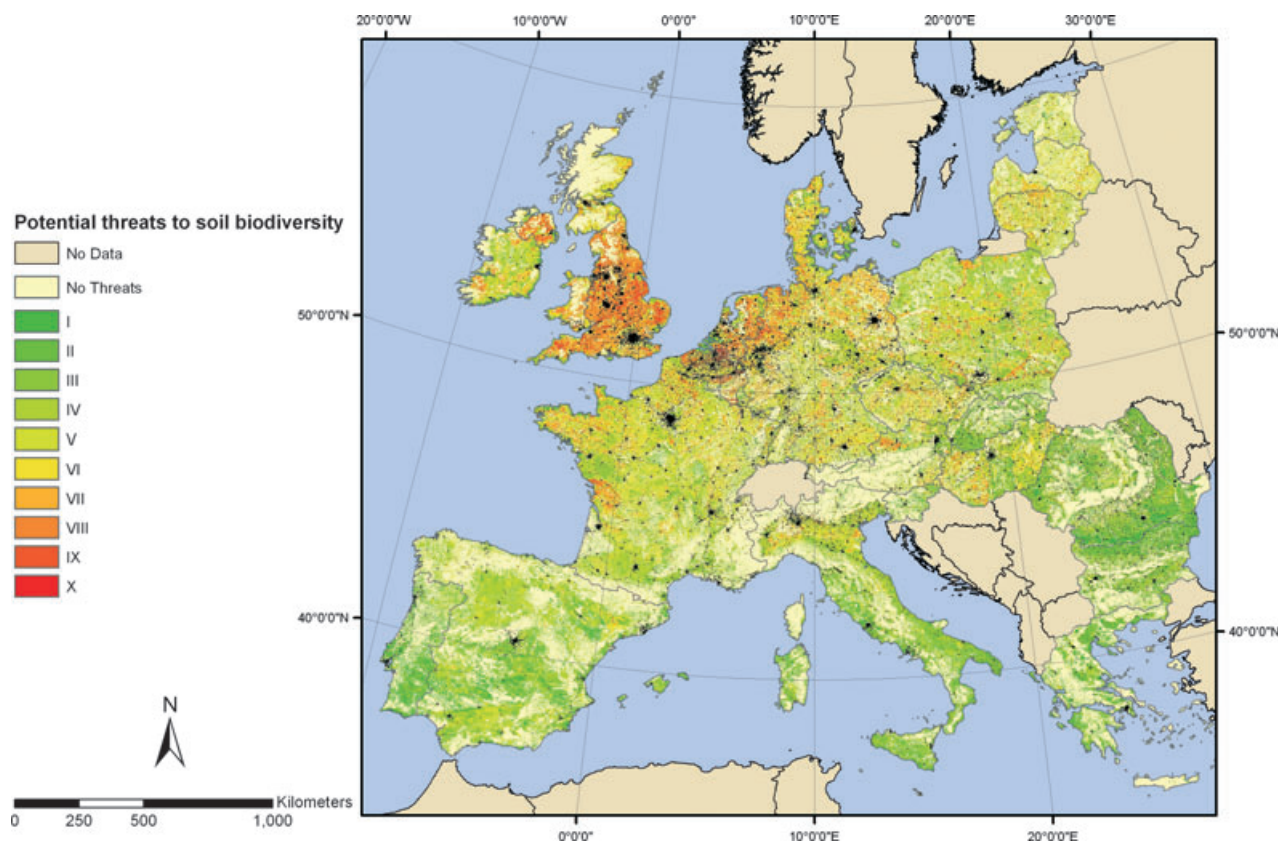 20°0'0"W 10°0'0"W 0°0'0" 10°0'0"E 20°0'0"E 30°0'0"E
Potential threats to soil biodiversity
No Data
No Threats
I
II
III
IV
V
VI
VII
VIII
IX
X
50°0'0"N 50°0'0"N
40°0'0"N 40°0'0"N
N
Kilometers
0 250 500 1,000
0°0'0" 10°0'0"E 20°0'0"E